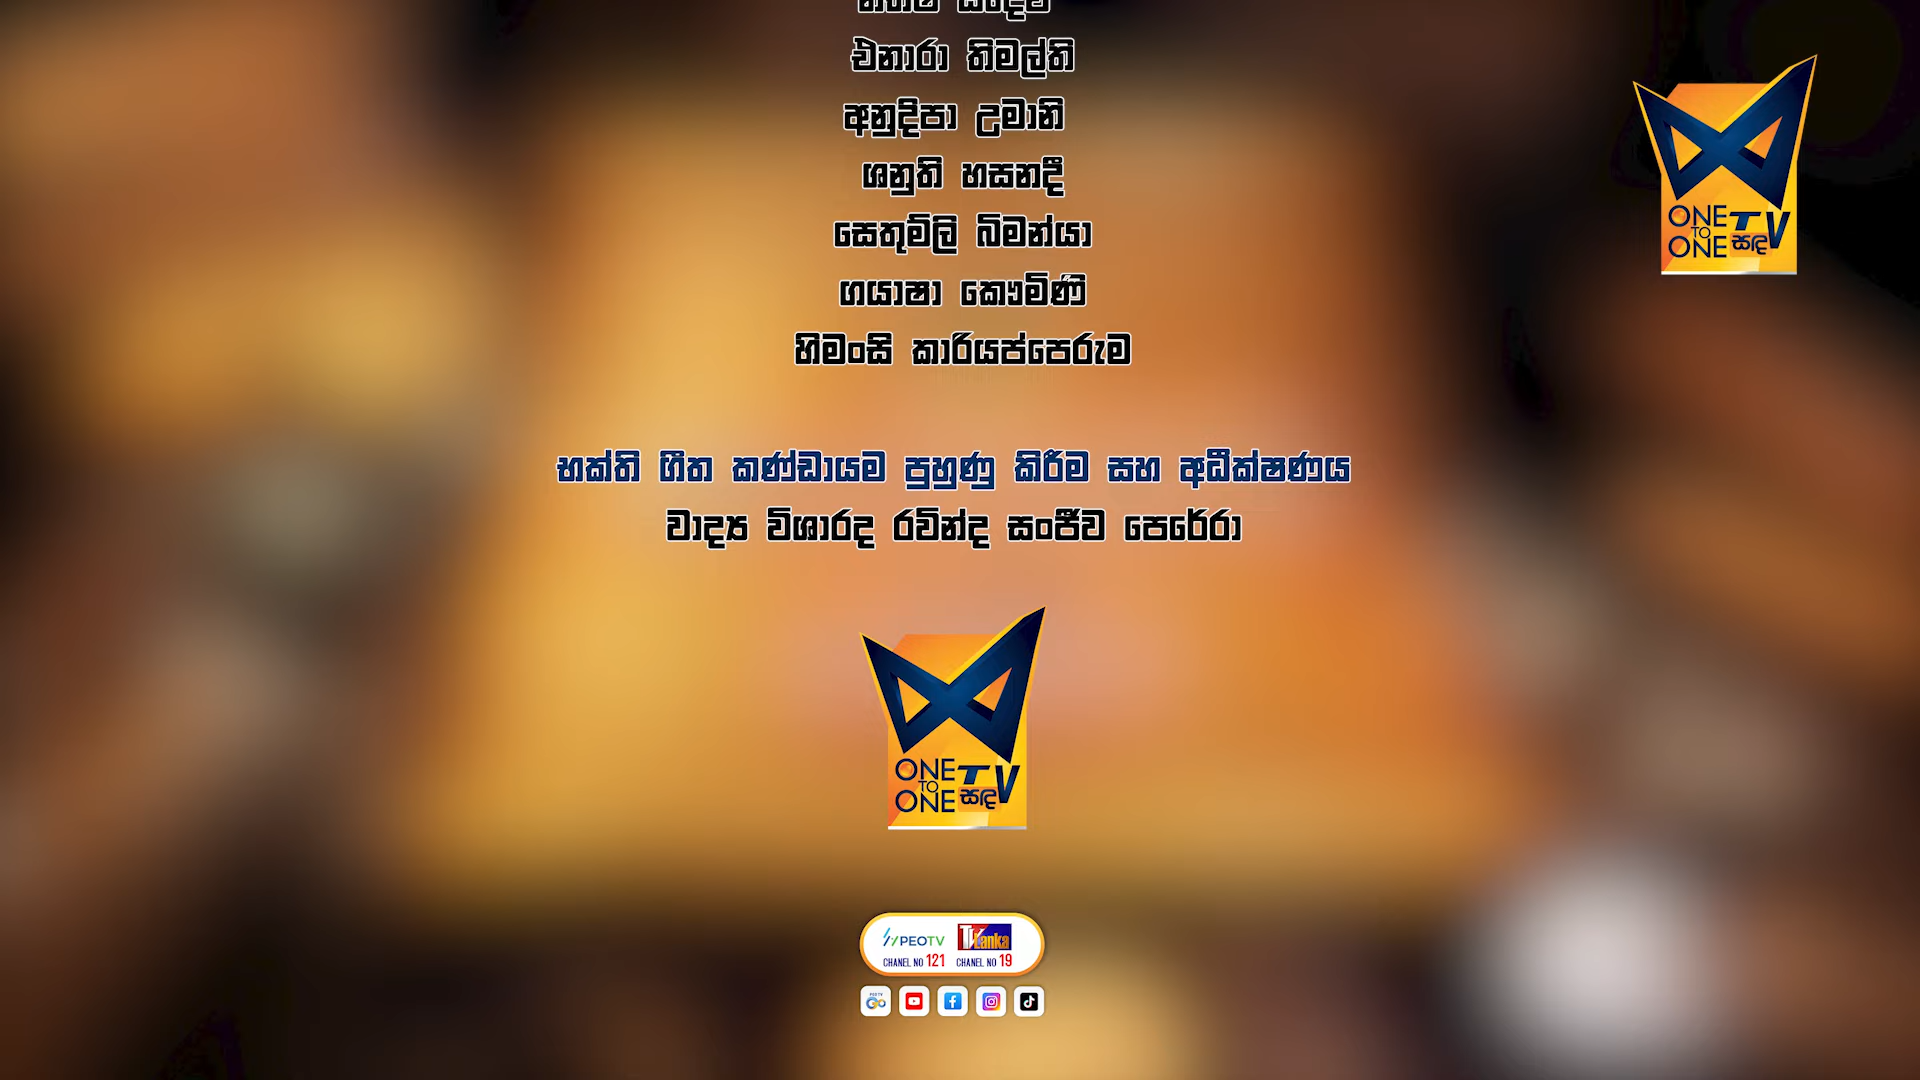 එනාරා තිමල්ති
අනුදිපා උමානි
ශනුති හසනදී
සෙතුම්ලි බිමන්යා
ගයාෂා කෞමිණි
හිමංසි කාරියප්පෙරුම
භක්ති ගීත කණ්ඩායම පුහුණු කිරීම සහ අධීක්ෂණය
වාද්‍ය විශාරද රවින්ද සංජීව පෙරේරා
ONE TO ONE TV සඳ
ONE TO ONE TV සඳ
PEOTV TV Lanka
CHANEL NO 121 CHANEL NO 19